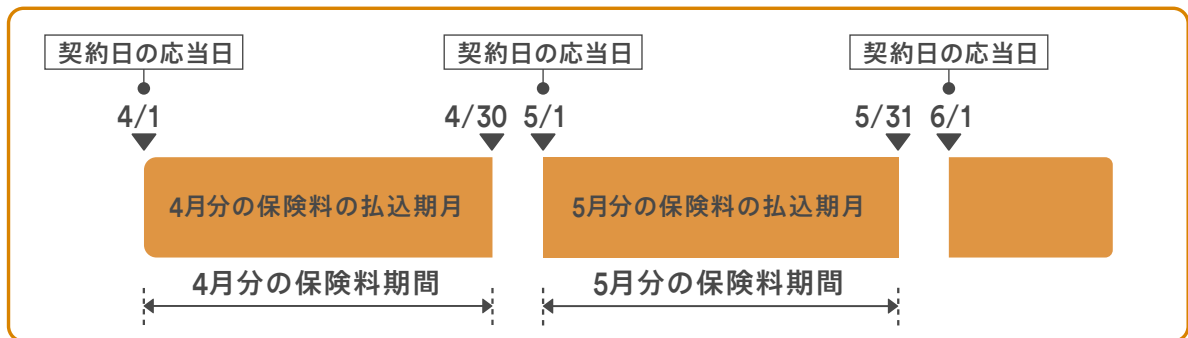 契約日の応当日
契約日の応当日
契約日の応当日
4/1
4/30
5/1
5/31
6/1
4月分の保険料の払込期月
5月分の保険料の払込期月
4月分の保険料期間
5月分の保険料期間